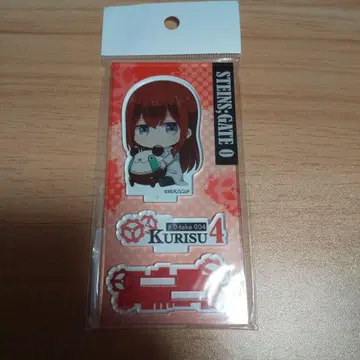 STEINS;GATE 0
©MAGES/5PB.
#D-take 004
KURISU 4